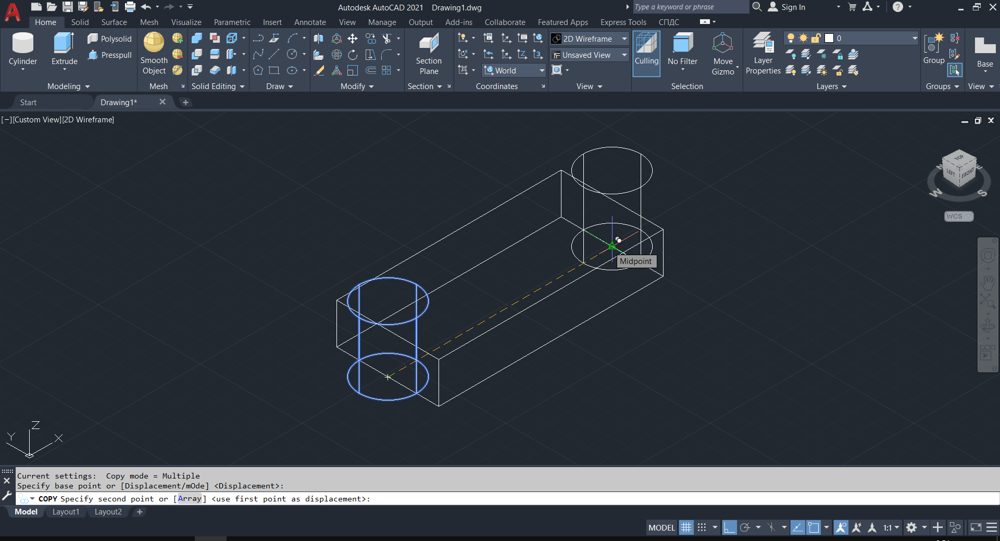 Autodesk AutoCAD 2021 Drawing1.dwg
Type a keyword or phrase
Sign In
Home Solid Surface Mesh Visualize Parametric Insert Annotate View Manage Output Add-ins Collaborate Featured Apps Express Tools СПДС
Cylinder
Extrude
Polysolid
Presspull
Smooth
Object
Section
Plane
World
2D Wireframe
Unsaved View
Culling
No Filter
Move
Gizmo
Layer
Properties
0
Group
Base
Modeling Mesh Solid Editing Draw Modify Section Coordinates View Selection Layers Groups View
Start Drawing1*
[−][Custom View][2D Wireframe]
TOP
LEFT FRONT
N E
W S
WCS
Midpoint
Z
Y X
Current settings: Copy mode = Multiple
Specify base point or [Displacement/mOde] <Displacement>:
COPY Specify second point or [Array] <use first point as displacement>:
Model Layout1 Layout2
MODEL 1:1